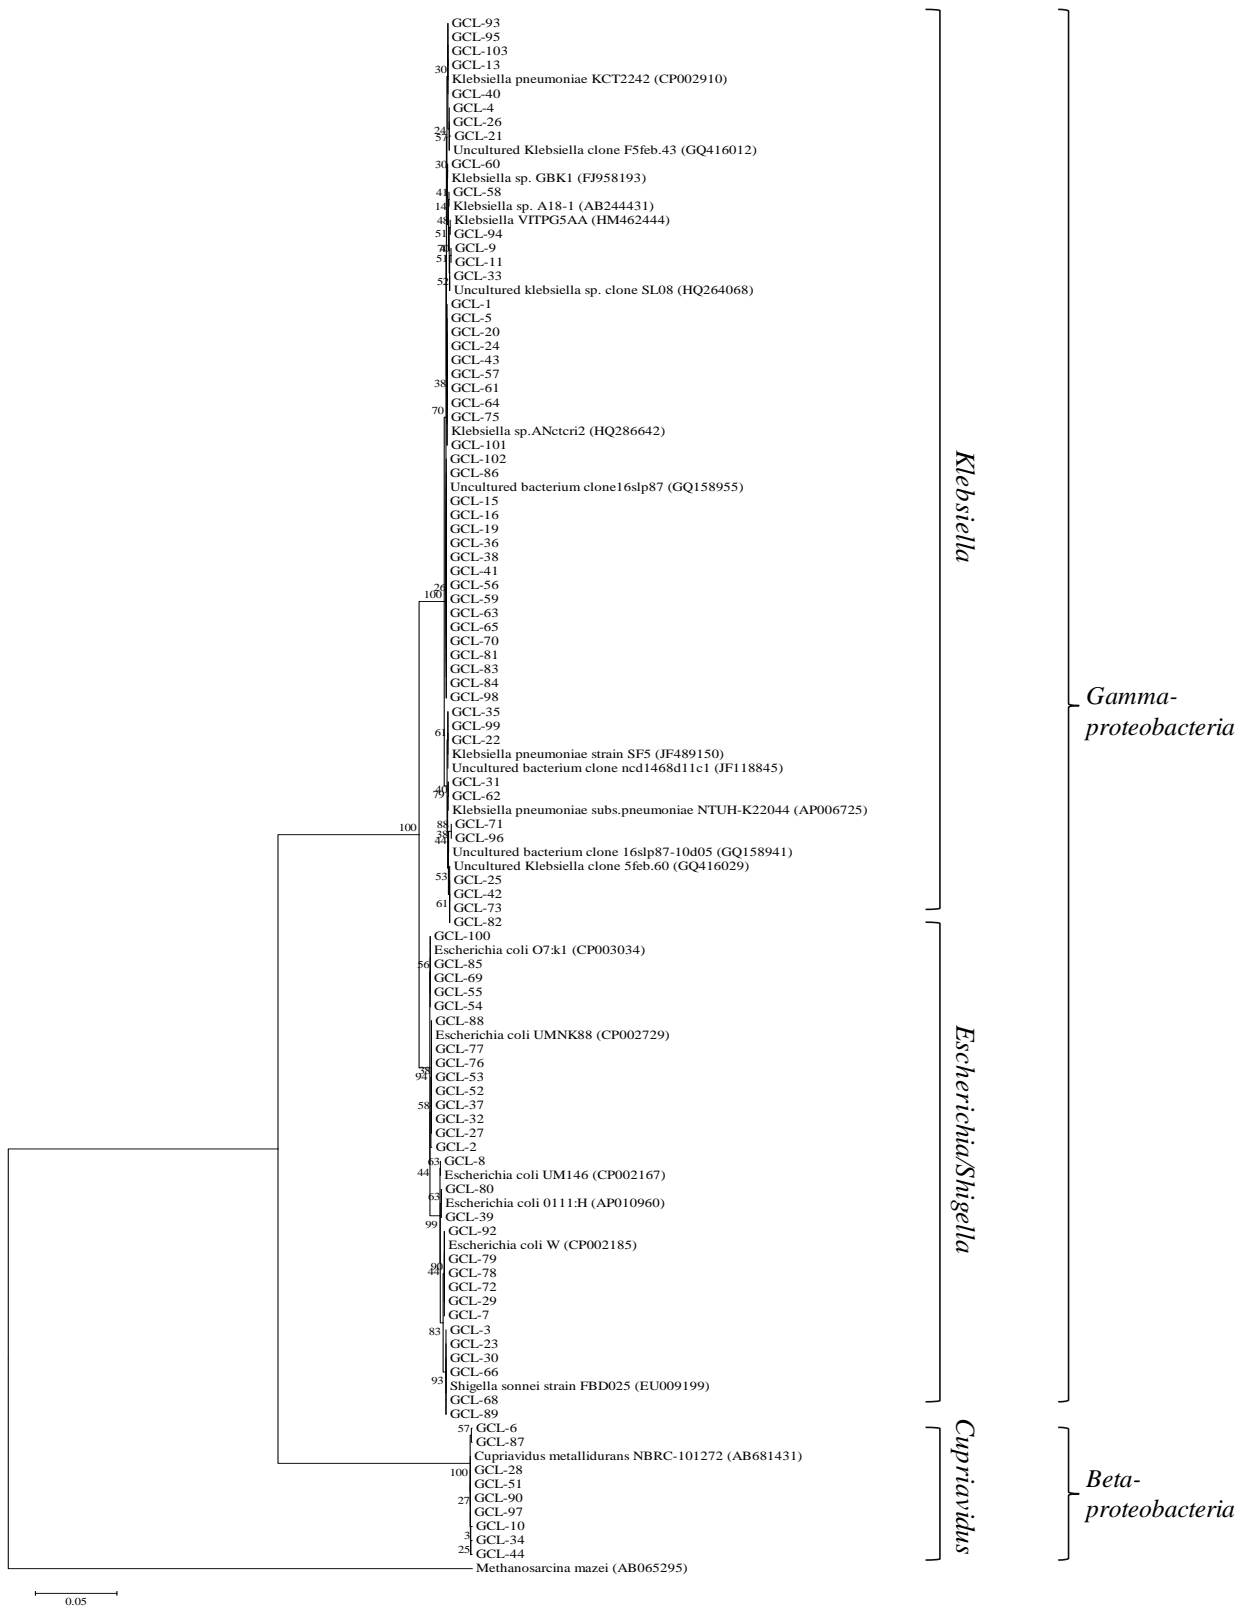 GCL-93
GCL-95
GCL-103
GCL-13
30
Klebsiella pneumoniae KCT2242 (CP002910)
GCL-40
GCL-4
GCL-26
24
57
GCL-21
Uncultured Klebsiella clone F5feb.43 (GQ416012)
30
GCL-60
Klebsiella sp. GBK1 (FJ958193)
41
GCL-58
14
Klebsiella sp. A18-1 (AB244431)
48
Klebsiella VITPG5AA (HM462444)
51
GCL-94
GCL-9
51
GCL-11
GCL-33
52
Uncultured klebsiella sp. clone SL08 (HQ264068)
GCL-1
GCL-5
GCL-20
GCL-24
GCL-43
GCL-57
38
GCL-61
GCL-64
70
GCL-75
Klebsiella sp.ANctcri2 (HQ286642)
GCL-101
GCL-102
GCL-86
Uncultured bacterium clone16slp87 (GQ158955)
GCL-15
GCL-16
GCL-19
GCL-36
GCL-38
GCL-41
26
GCL-56
100
GCL-59
GCL-63
GCL-65
GCL-70
GCL-81
GCL-83
GCL-84
GCL-98
GCL-35
GCL-99
61
GCL-22
Klebsiella pneumoniae strain SF5 (JF489150)
Uncultured bacterium clone ncd1468d11c1 (JF118845)
GCL-31
40
79
GCL-62
Klebsiella pneumoniae subs.pneumoniae NTUH-K22044 (AP006725)
88
GCL-71
38
GCL-96
44
Uncultured bacterium clone 16slp87-10d05 (GQ158941)
Uncultured Klebsiella clone 5feb.60 (GQ416029)
53
GCL-25
GCL-42
61
GCL-73
GCL-82
100
GCL-100
Escherichia coli O7:k1 (CP003034)
56
GCL-85
GCL-69
GCL-55
GCL-54
GCL-88
Escherichia coli UMNK88 (CP002729)
GCL-77
GCL-76
94
GCL-53
GCL-52
58
GCL-37
GCL-32
GCL-27
GCL-2
63
GCL-8
44
Escherichia coli UM146 (CP002167)
63
GCL-80
Escherichia coli 0111:H (AP010960)
99
GCL-39
GCL-92
Escherichia coli W (CP002185)
GCL-79
90
44
GCL-78
GCL-72
GCL-29
GCL-7
83
GCL-3
GCL-23
GCL-30
GCL-66
93
Shigella sonnei strain FBD025 (EU009199)
GCL-68
GCL-89
57
GCL-6
GCL-87
Cupriavidus metallidurans NBRC-101272 (AB681431)
100
GCL-28
GCL-51
27
GCL-90
GCL-97
GCL-10
3
GCL-34
25
GCL-44
Methanosarcina mazei (AB065295)
0.05
Klebsiella
Escherichia/Shigella
Cupriavidus
Gamma-
proteobacteria
Beta-
proteobacteria